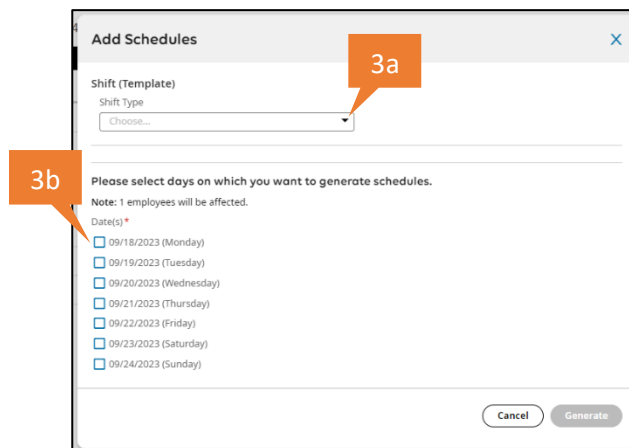 4
Add Schedules
X
3a
Shift (Template)
Shift Type
Choose...
3b
Please select days on which you want to generate schedules.
Note: 1 employees will be affected.
Date(s)*
09/18/2023 (Monday)
09/19/2023 (Tuesday)
09/20/2023 (Wednesday)
09/21/2023 (Thursday)
09/22/2023 (Friday)
09/23/2023 (Saturday)
09/24/2023 (Sunday)
Cancel
Generate